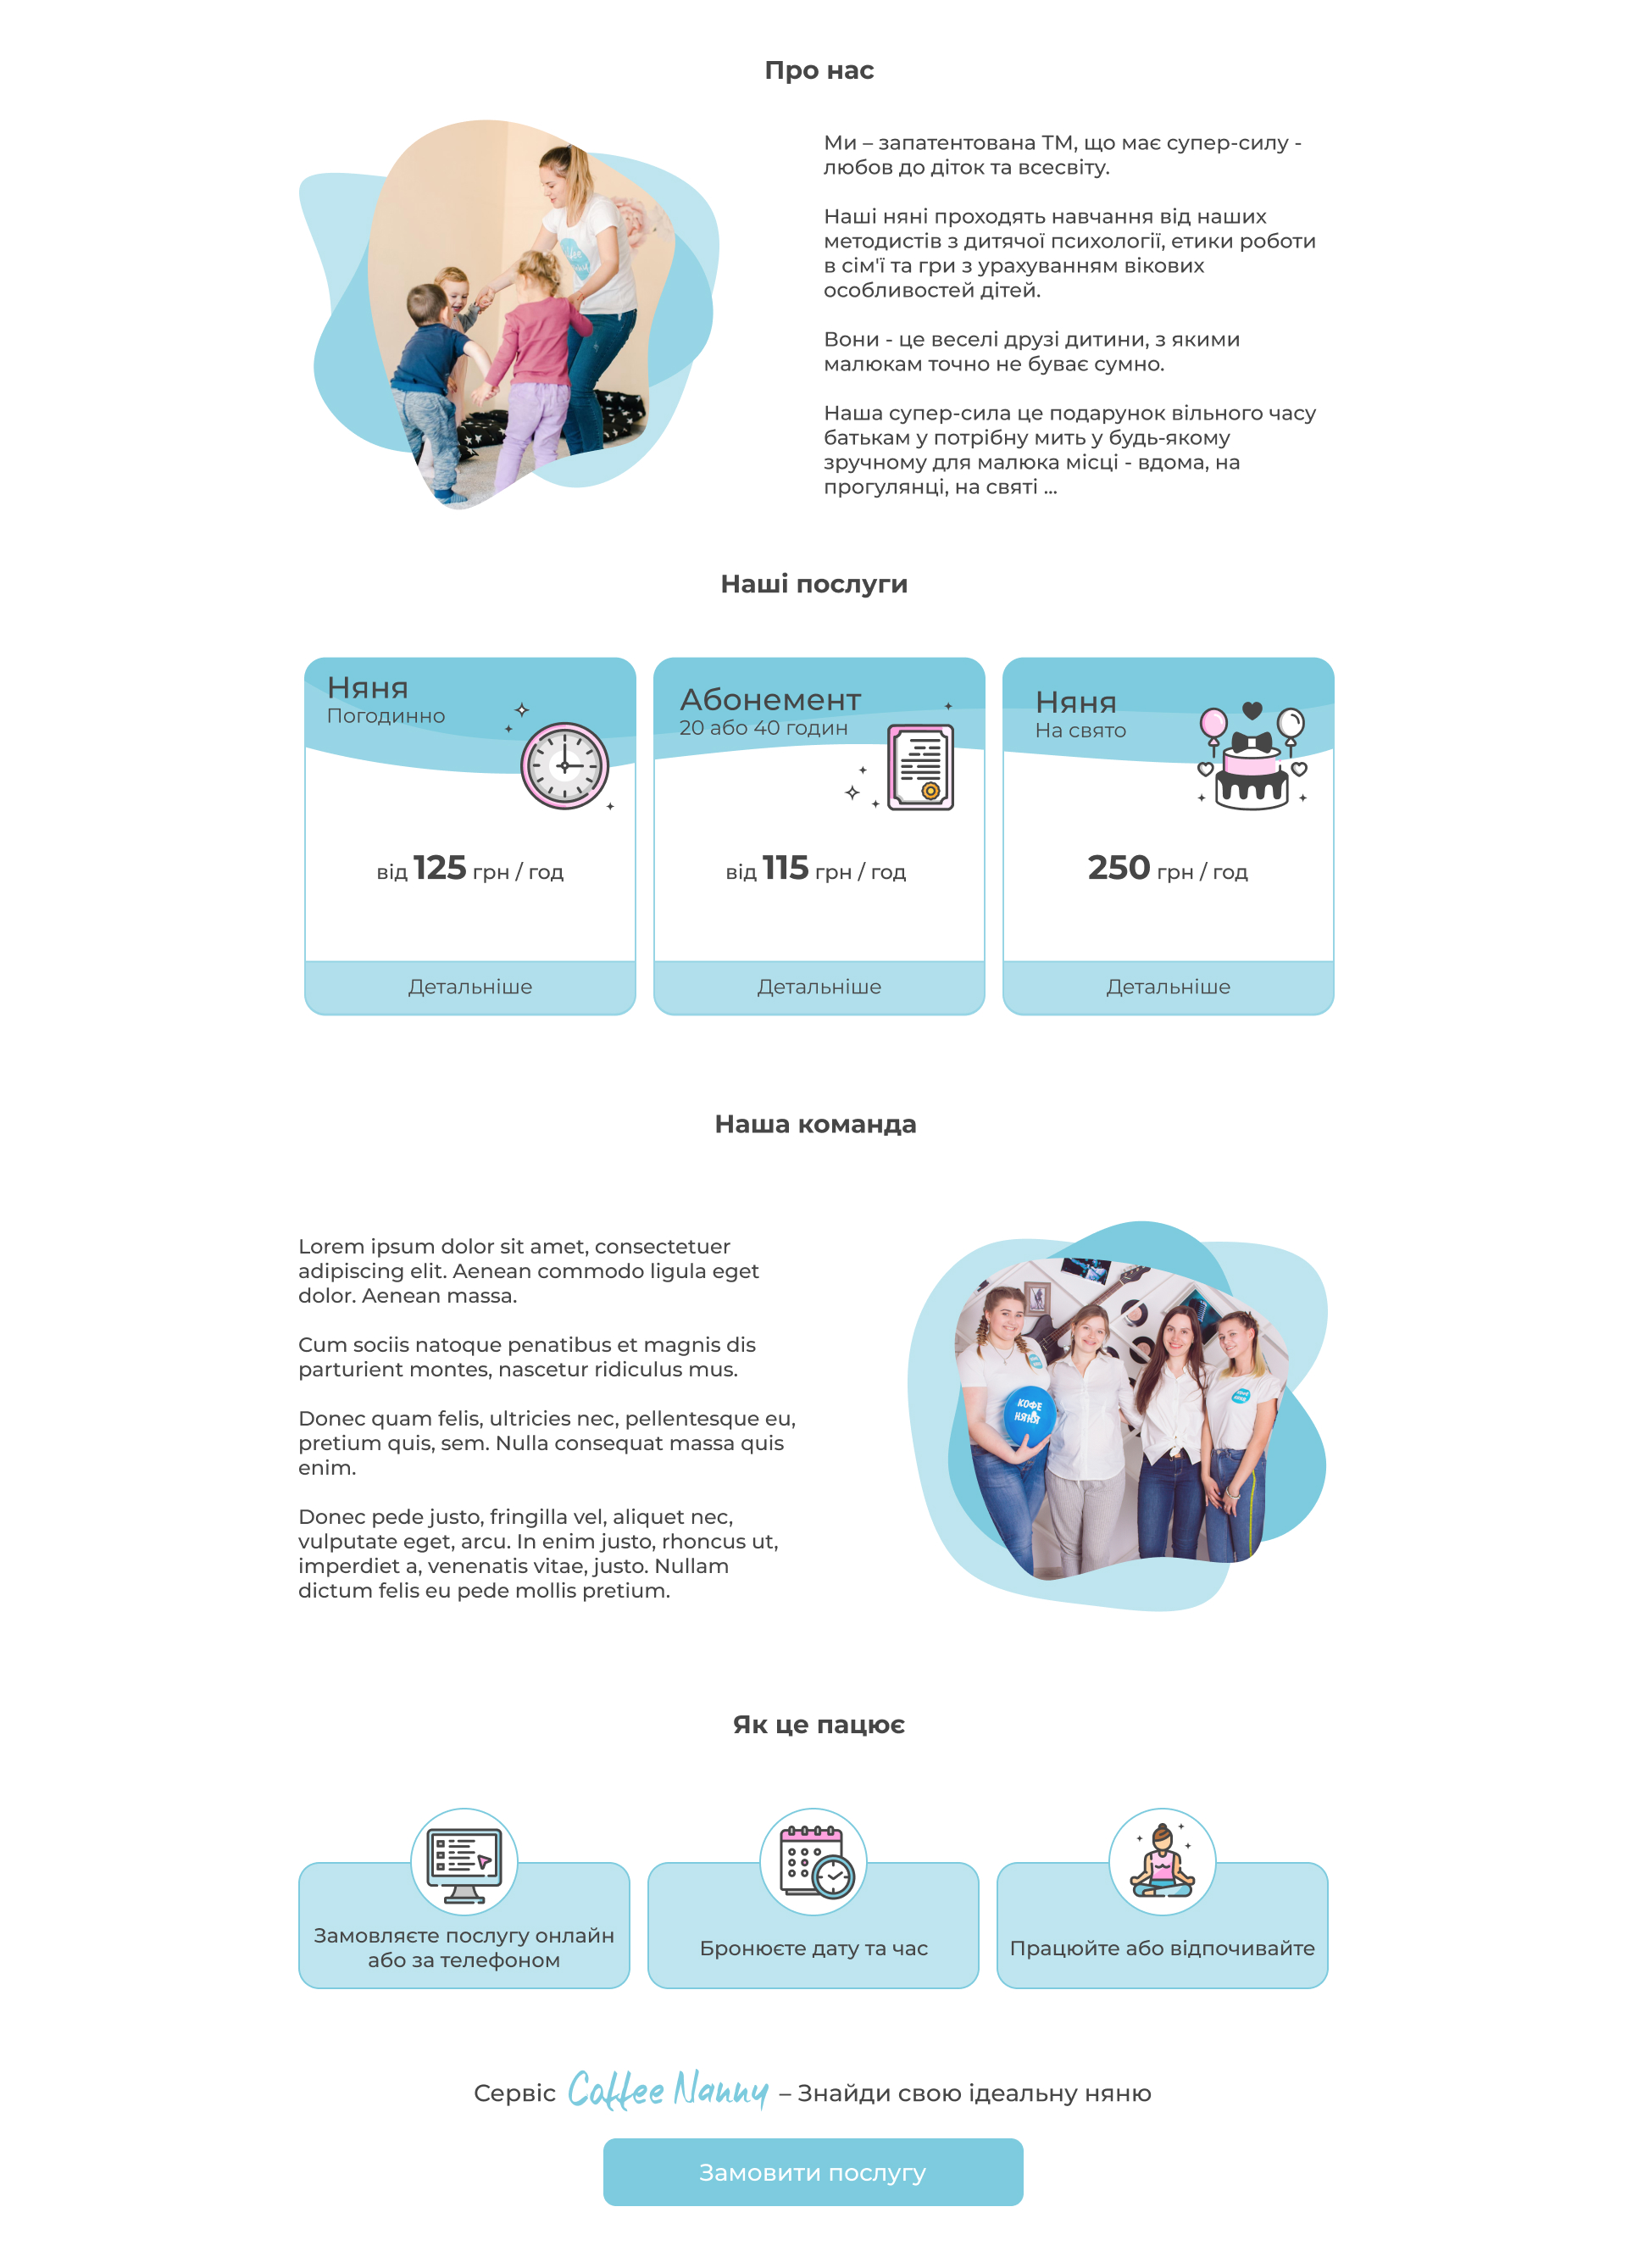 Про нас
Ми – запатентована ТМ, що має супер-силу -
любов до діток та всесвіту.
Наші няні проходять навчання від наших
методистів з дитячої психології, етики роботи
в сім'ї та гри з урахуванням вікових
особливостей дітей.
Вони - це веселі друзі дитини, з якими
малюкам точно не буває сумно.
Наша супер-сила це подарунок вільного часу
батькам у потрібну мить у будь-якому
зручному для малюка місці - вдома, на
прогулянці, на святі ...
Наші послуги
Няня
Погодинно
від 125 грн / год
Детальніше
Абонемент
20 або 40 годин
від 115 грн / год
Детальніше
Няня
На свято
250 грн / год
Детальніше
Наша команда
Lorem ipsum dolor sit amet, consectetuer
adipiscing elit. Aenean commodo ligula eget
dolor. Aenean massa.
Cum sociis natoque penatibus et magnis dis
parturient montes, nascetur ridiculus mus.
Donec quam felis, ultricies nec, pellentesque eu,
pretium quis, sem. Nulla consequat massa quis
enim.
Donec pede justo, fringilla vel, aliquet nec,
vulputate eget, arcu. In enim justo, rhoncus ut,
imperdiet a, venenatis vitae, justo. Nullam
dictum felis eu pede mollis pretium.
КОФЕ
НЯНЯ
Як це пацює
Замовляєте послугу онлайн
або за телефоном
Бронюєте дату та час
Працюйте або відпочивайте
Сервіс Coffee Nanny – Знайди свою ідеальну няню
Замовити послугу